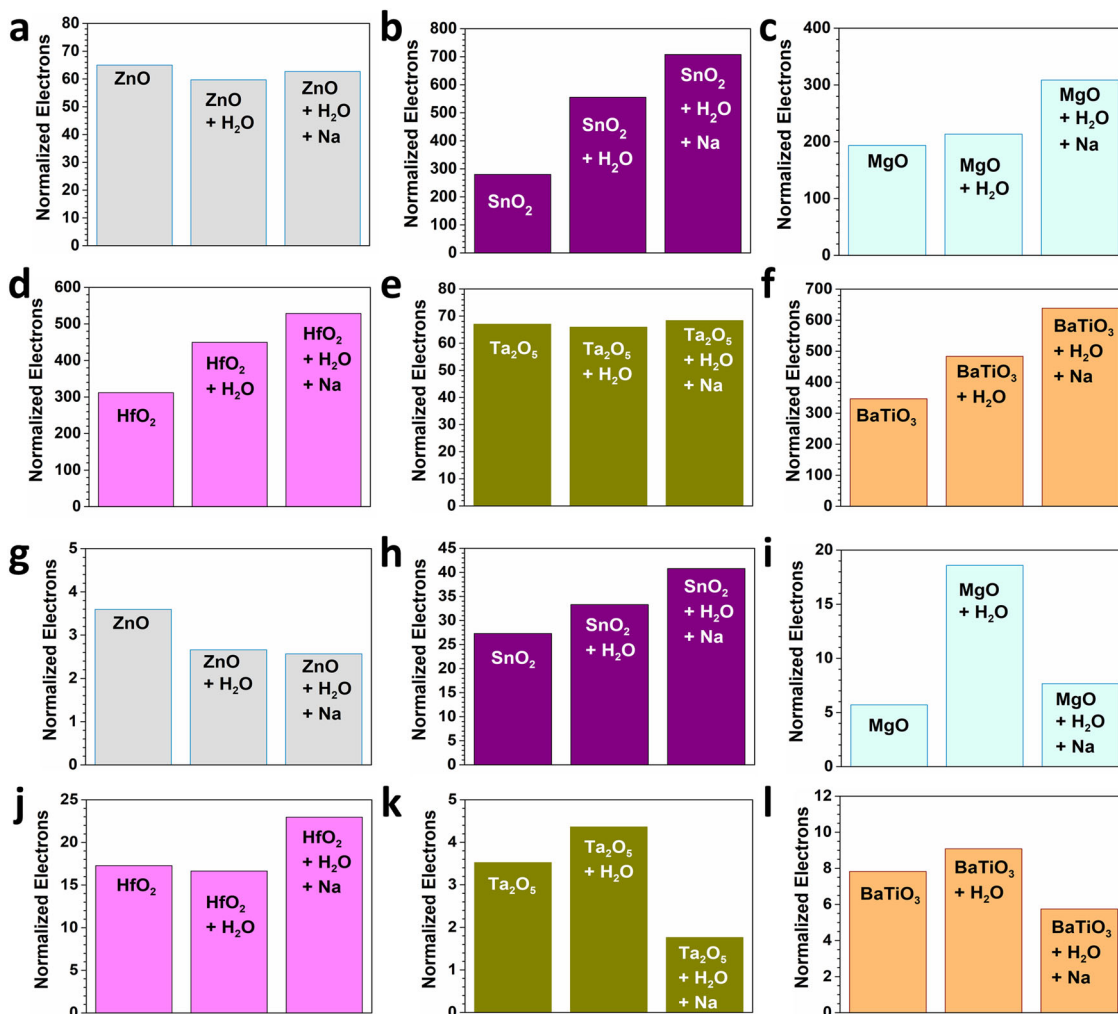 a
Normalized Electrons
80
70
60
50
40
30
20
10
0
ZnO
ZnO
+ H₂O
ZnO
+ H₂O
+ Na
b
Normalized Electrons
800
700
600
500
400
300
200
100
0
SnO₂
SnO₂
+ H₂O
SnO₂
+ H₂O
+ Na
c
Normalized Electrons
400
300
200
100
0
MgO
MgO
+ H₂O
MgO
+ H₂O
+ Na
d
Normalized Electrons
600
500
400
300
200
100
0
HfO₂
HfO₂
+ H₂O
HfO₂
+ H₂O
+ Na
e
Normalized Electrons
80
70
60
50
40
30
20
10
0
Ta₂O₅
Ta₂O₅
+ H₂O
Ta₂O₅
+ H₂O
+ Na
f
Normalized Electrons
700
600
500
400
300
200
100
0
BaTiO₃
BaTiO₃
+ H₂O
BaTiO₃
+ H₂O
+ Na
g
Normalized Electrons
5
4
3
2
1
0
ZnO
ZnO
+ H₂O
ZnO
+ H₂O
+ Na
h
Normalized Electrons
45
40
35
30
25
20
15
10
5
0
SnO₂
SnO₂
+ H₂O
SnO₂
+ H₂O
+ Na
i
Normalized Electrons
20
15
10
5
0
MgO
MgO
+ H₂O
MgO
+ H₂O
+ Na
j
Normalized Electrons
25
20
15
10
5
0
HfO₂
HfO₂
+ H₂O
HfO₂
+ H₂O
+ Na
k
Normalized Electrons
5
4
3
2
1
0
Ta₂O₅
Ta₂O₅
+ H₂O
Ta₂O₅
+ H₂O
+ Na
l
Normalized Electrons
12
10
8
6
4
2
0
BaTiO₃
BaTiO₃
+ H₂O
BaTiO₃
+ H₂O
+ Na